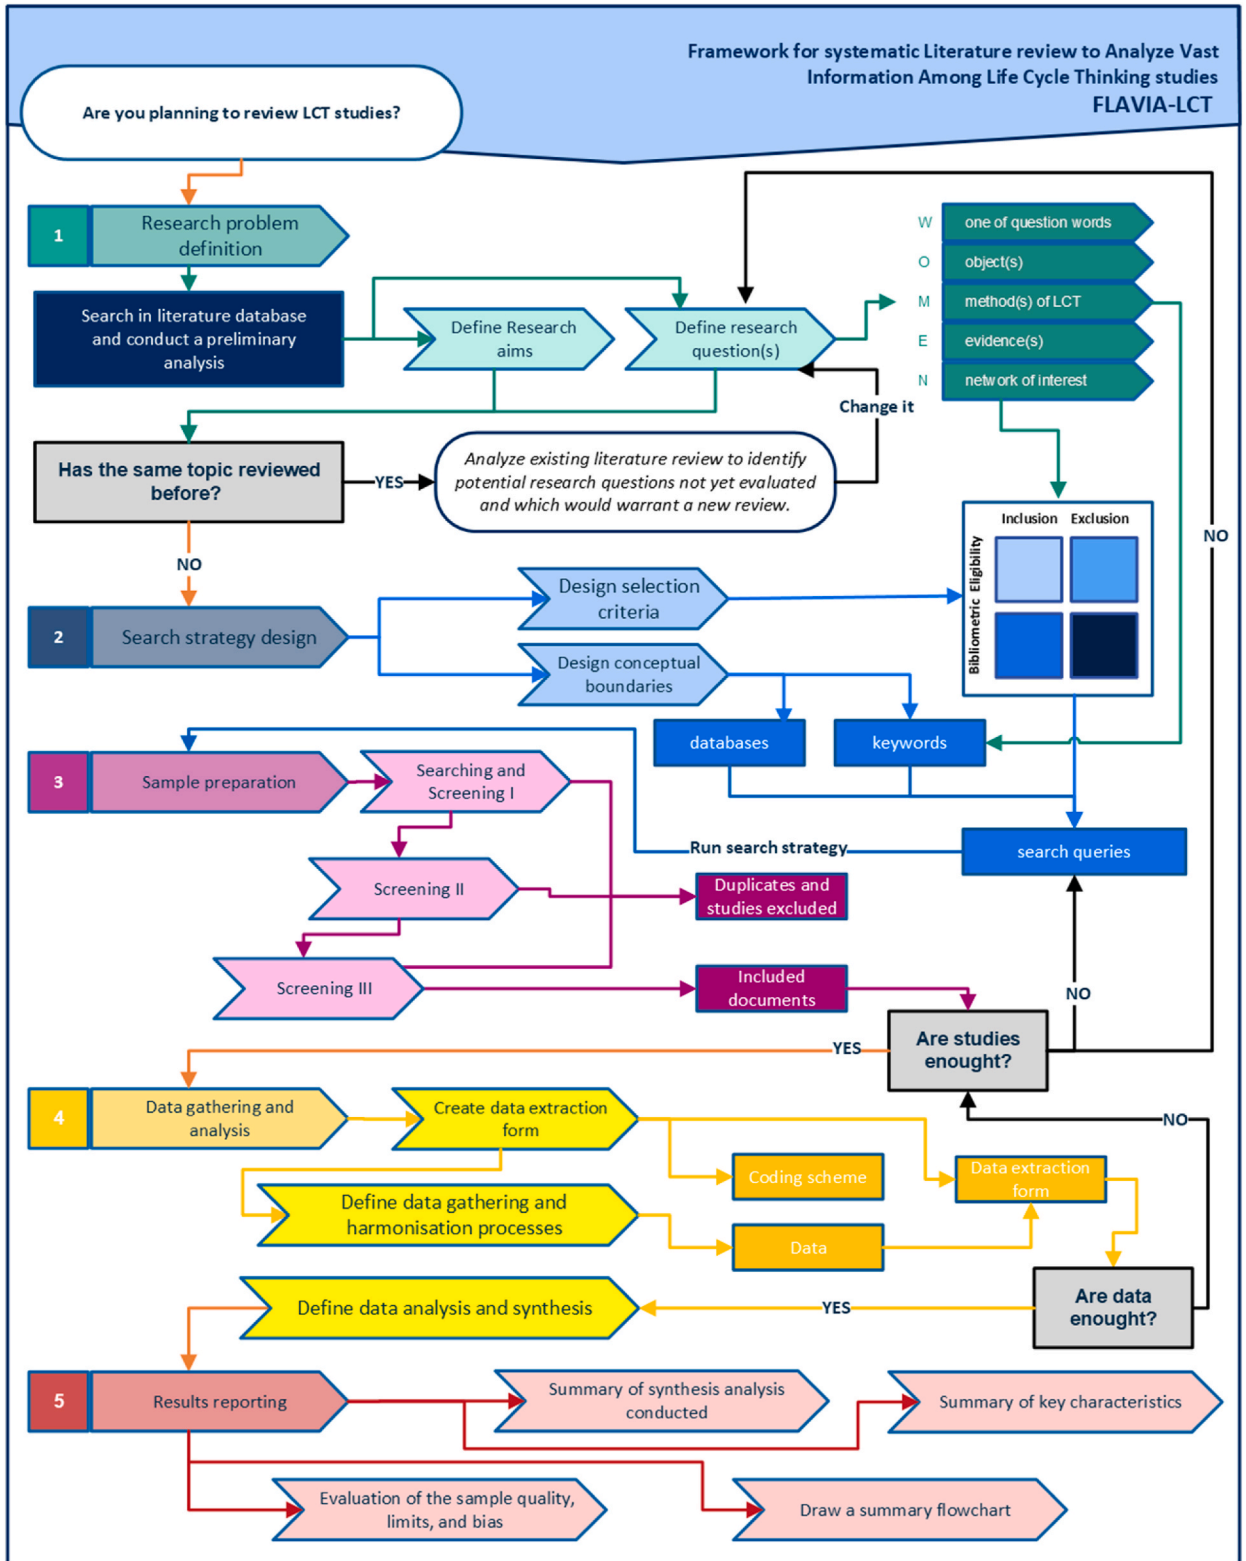 Framework for systematic Literature review to Analyze Vast
Information Among Life Cycle Thinking studies
FLAVIA-LCT
Are you planning to review LCT studies?
1
Research problem
definition
Search in literature database
and conduct a preliminary
analysis
Define Research
aims
Define research
question(s)
W
one of question words
O
object(s)
M
method(s) of LCT
E
evidence(s)
N
network of interest
Change it
Has the same topic reviewed
before?
YES
Analyze existing literature review to identify
potential research questions not yet evaluated
and which would warrant a new review.
NO
NO
Inclusion
Exclusion
Eligibility
Bibliometric
2
Search strategy design
Design selection
criteria
Design conceptual
boundaries
databases
keywords
3
Sample preparation
Searching and
Screening I
Run search strategy
search queries
Screening II
Duplicates and
studies excluded
Screening III
Included
documents
NO
Are studies
enought?
YES
4
Data gathering and
analysis
Create data extraction
form
NO
Coding scheme
Data extraction
form
Define data gathering and
harmonisation processes
Data
Define data analysis and synthesis
YES
Are data
enought?
5
Results reporting
Summary of synthesis analysis
conducted
Summary of key characteristics
Evaluation of the sample quality,
limits, and bias
Draw a summary flowchart